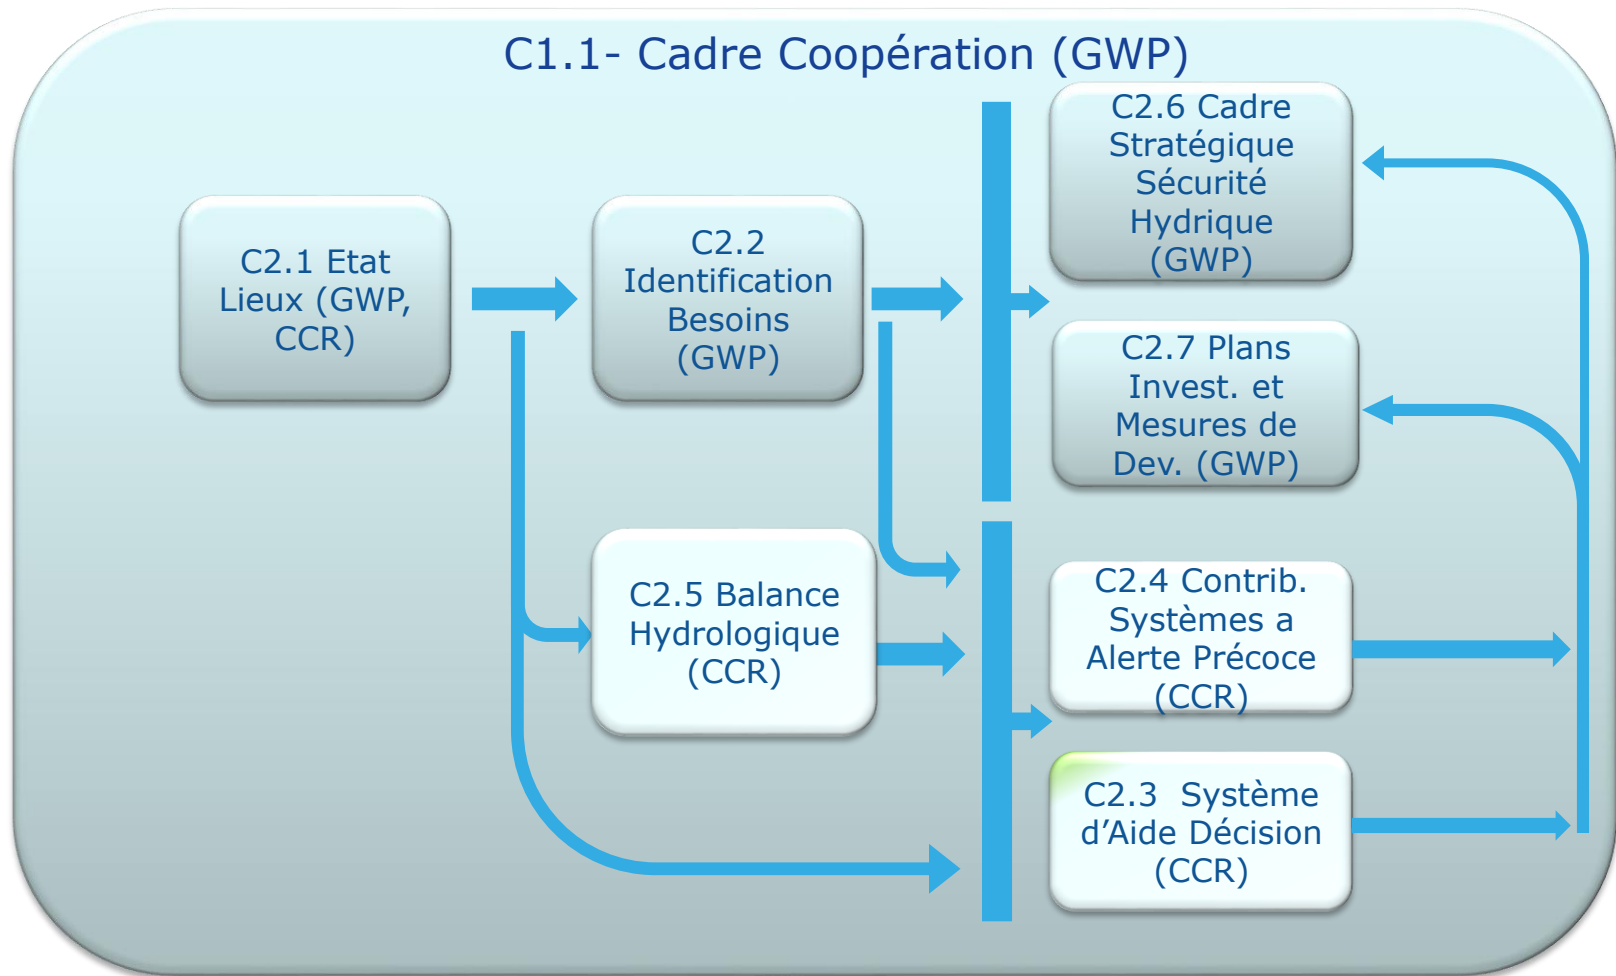 C1.1- Cadre Coopération (GWP)
C2.1 Etat
Lieux (GWP,
CCR)
C2.2
Identification
Besoins
(GWP)
C2.5 Balance
Hydrologique
(CCR)
C2.6 Cadre
Stratégique
Sécurité
Hydrique
(GWP)
C2.7 Plans
Invest. et
Mesures de
Dev. (GWP)
C2.4 Contrib.
Systèmes a
Alerte Précoce
(CCR)
C2.3  Système
d’Aide Décision
(CCR)